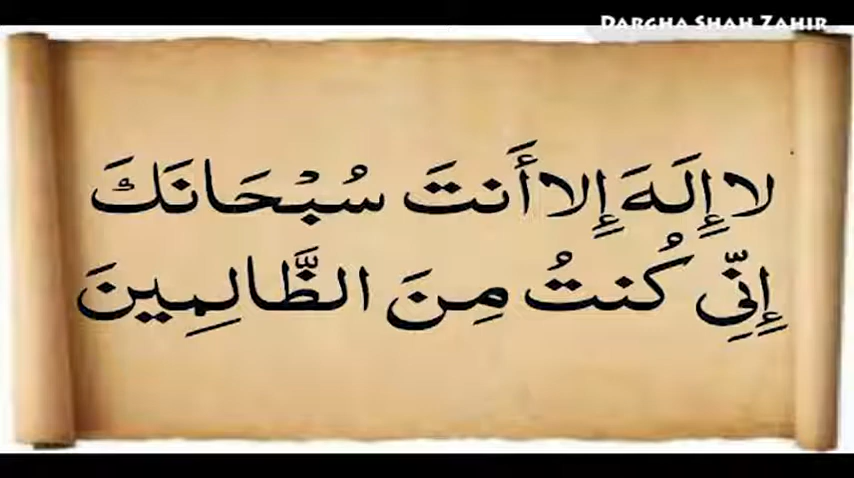 DARGHA SHAH ZAHIR
لا إِلَهَ إِلا أَنتَ سُبْحَانَكَ
إِنِّي كُنتُ مِنَ الظَّالِمِينَ